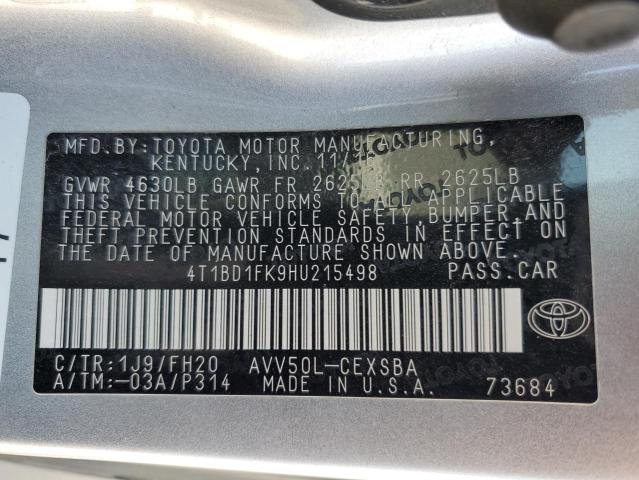 MFD.BY:TOYOTA MOTOR MANUFACTURING,
KENTUCKY, INC. 11/
GVWR 4630LB GAWR FR 2625LB RR 2625LB
THIS VEHICLE CONFORMS TO ALL APPLICABLE
FEDERAL MOTOR VEHICLE SAFETY, BUMPER,AND
THEFT PREVENTION STANDARDS IN EFFECT ON
THE DATE OF MANUFACTURE SHOWN ABOVE.
4T1BD1FK9HU215498 PASS.CAR
C/TR:1J9/FH20 AVV50L-CEXSBA
A/TM:-03A/P314 MADE IN U.S.A. 73684